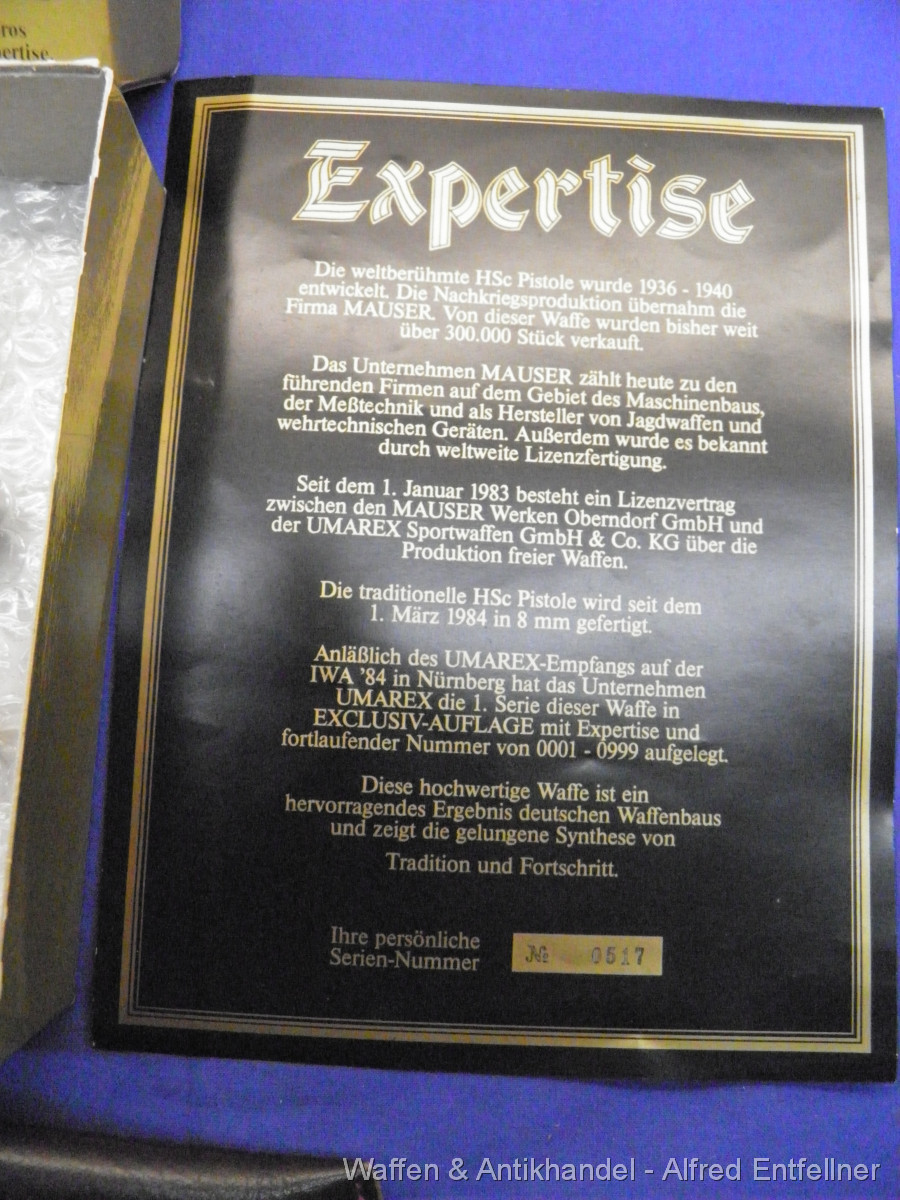 ros
ertise.
Expertise
Die weltberühmte HSc Pistole wurde 1936 - 1940
entwickelt. Die Nachkriegsproduktion übernahm die
Firma MAUSER. Von dieser Waffe wurden bisher weit
über 300.000 Stück verkauft.
Das Unternehmen MAUSER zählt heute zu den
führenden Firmen auf dem Gebiet des Maschinenbaus,
der Meßtechnik und als Hersteller von Jagdwaffen und
wehrtechnischen Geräten. Außerdem wurde es bekannt
durch weltweite Lizenzfertigung.
Seit dem 1. Januar 1983 besteht ein Lizenzvertrag
zwischen den MAUSER Werken Oberndorf GmbH und
der UMAREX Sportwaffen GmbH & Co. KG über die
Produktion freier Waffen.
Die traditionelle HSc Pistole wird seit dem
1. März 1984 in 8 mm gefertigt.
Anläßlich des UMAREX-Empfangs auf der
IWA '84 in Nürnberg hat das Unternehmen
UMAREX die 1. Serie dieser Waffe in
EXCLUSIV-AUFLAGE mit Expertise und
fortlaufender Nummer von 0001 - 0999 aufgelegt.
Diese hochwertige Waffe ist ein
hervorragendes Ergebnis deutschen Waffenbaus
und zeigt die gelungene Synthese von
Tradition und Fortschritt.
Ihre persönliche
Serien-Nummer
№ 0517
Waffen & Antikhandel - Alfred Entfellner